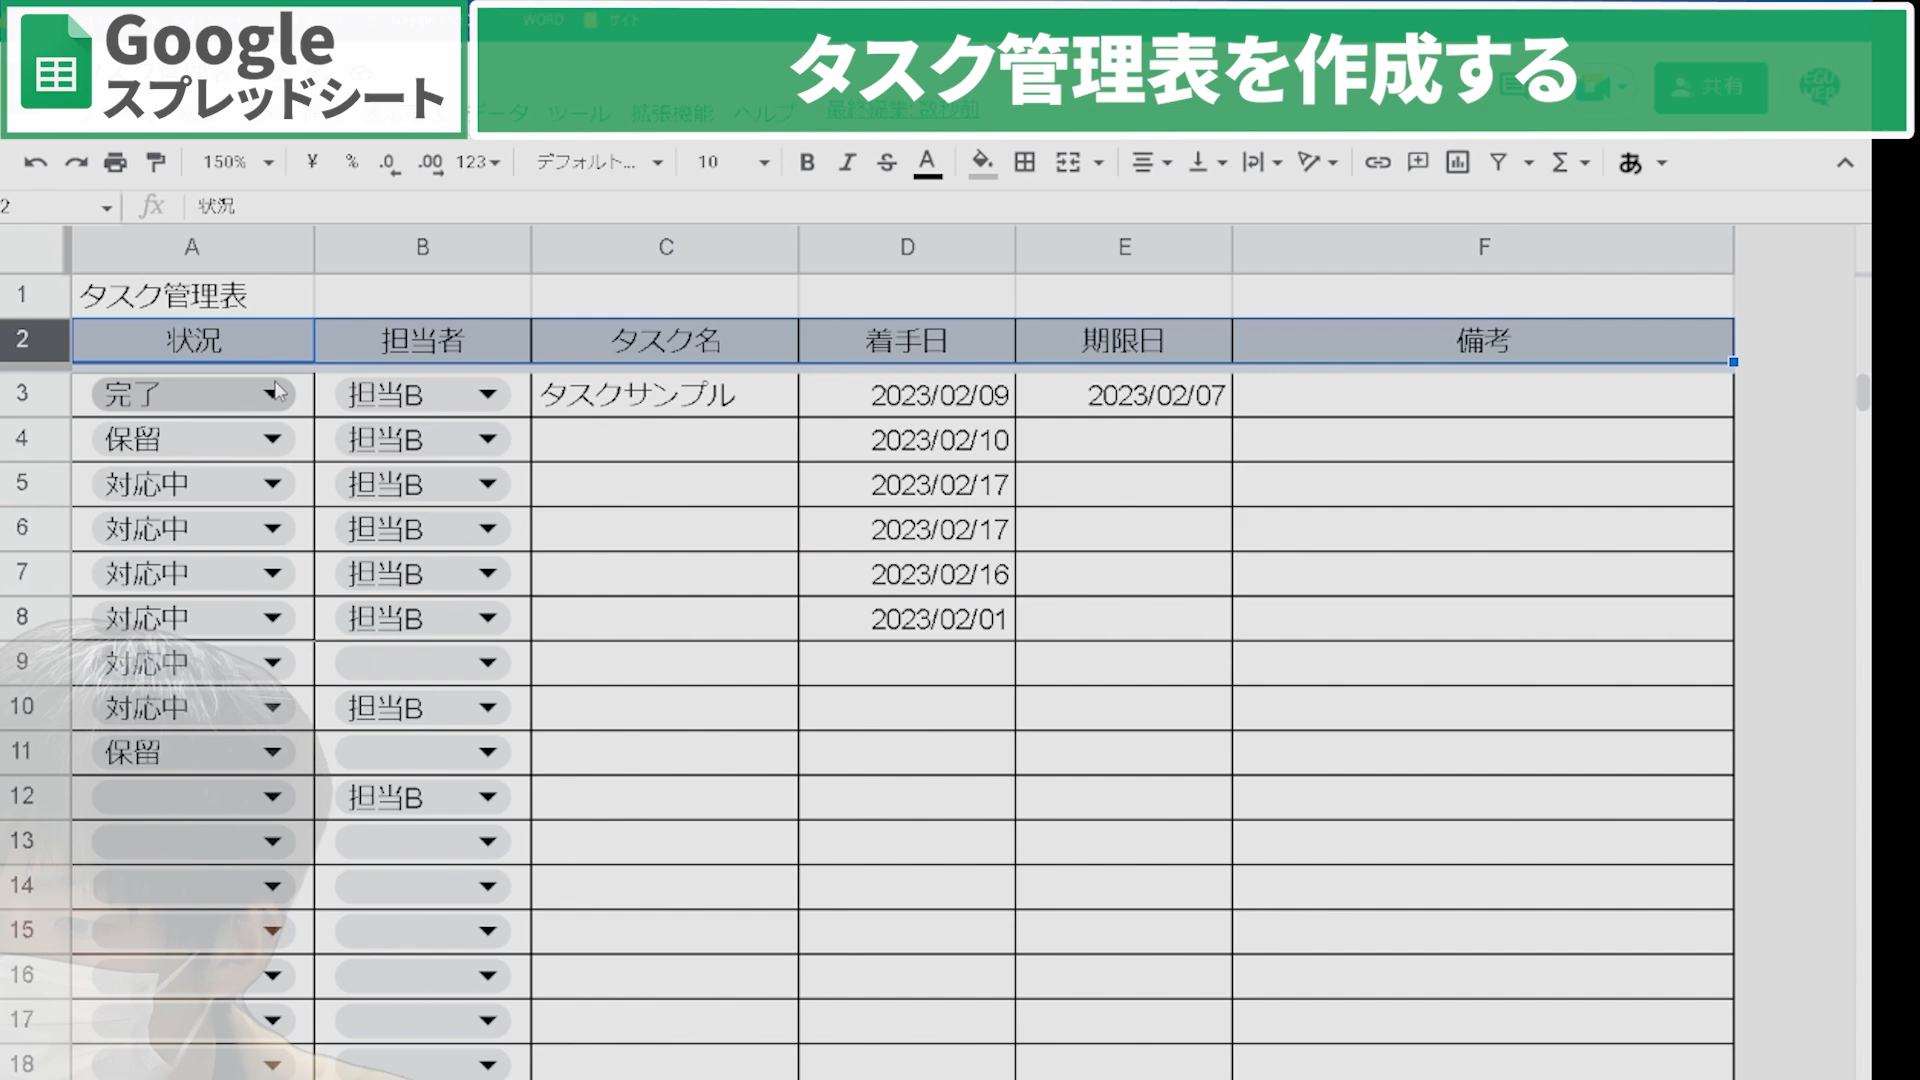 Google
スプレッドシート
タスク管理表を作成する
WORD サイト
データ ツール 拡張機能 ヘルプ 最終編集: 数秒前
共有
150% ¥ % .0 .00 123 デフォルト... 10 B I S A あ
2 fx 状況
A B C D E F
1 タスク管理表
2 状況 担当者 タスク名 着手日 期限日 備考
3 完了 担当B タスクサンプル 2023/02/09 2023/02/07
4 保留 担当B 2023/02/10
5 対応中 担当B 2023/02/17
6 対応中 担当B 2023/02/17
7 対応中 担当B 2023/02/16
8 対応中 担当B 2023/02/01
9 対応中
10 対応中 担当B
11 保留
12 担当B
13
14
15
16
17
18